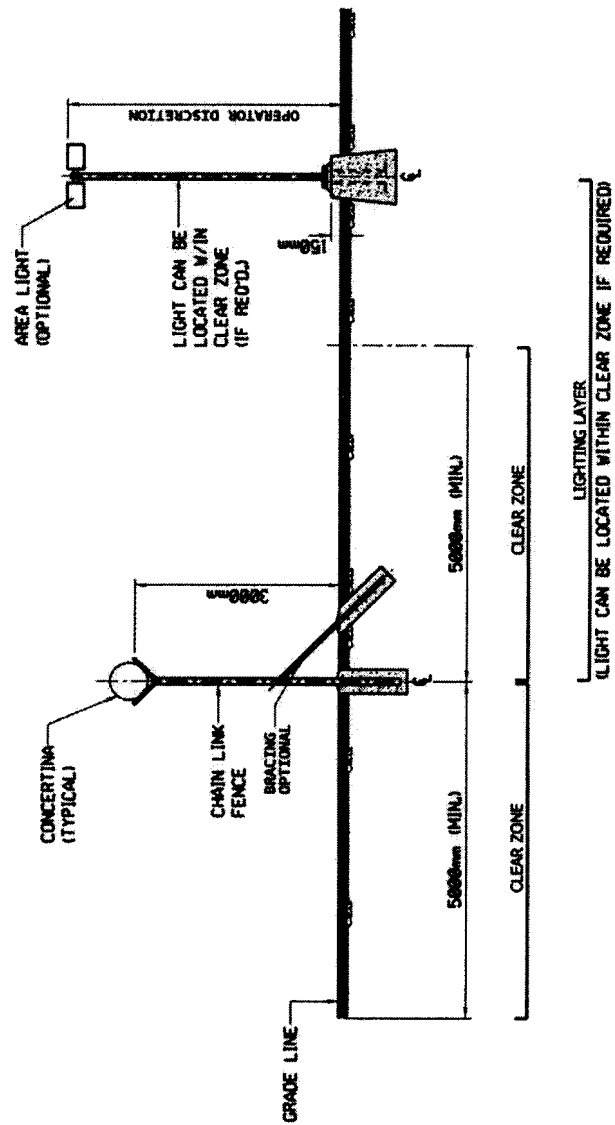 CONCERTINA
(TYPICAL)
CHAIN LINK
FENCE
BRACING
OPTIONAL
3000mm
AREA LIGHT
(OPTIONAL)
LIGHT CAN BE
LOCATED W/IN
CLEAR ZONE
(IF REQ'D.)
OPERATOR DISCRETION
150mm
GRADE LINE
5000mm (MIN.)
5000mm (MIN.)
CLEAR ZONE
CLEAR ZONE
LIGHTING LAYER
(LIGHT CAN BE LOCATED WITHIN CLEAR ZONE IF REQUIRED)